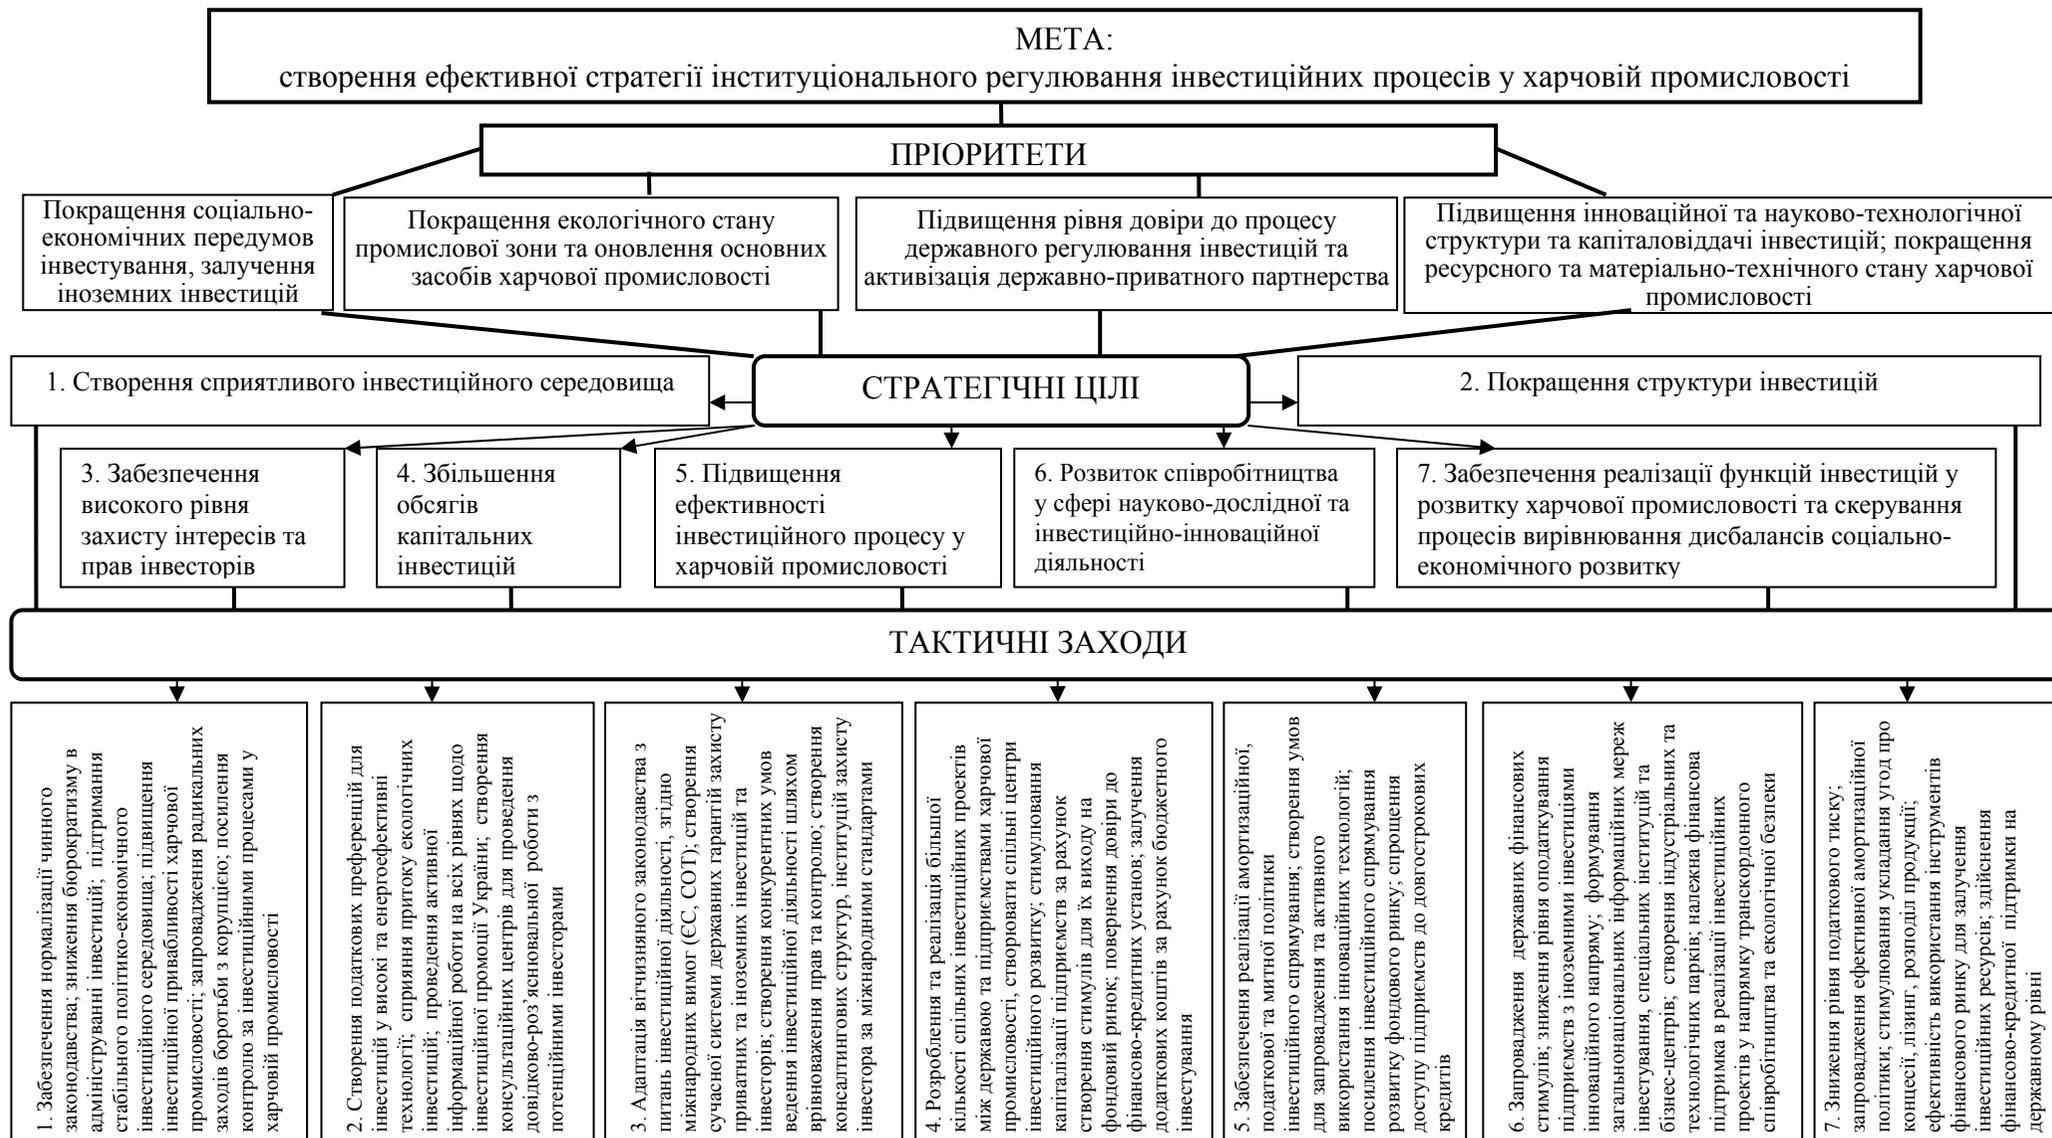 МЕТА:
створення ефективної стратегії інституціонального регулювання інвестиційних процесів у харчовій промисловості
ПРІОРИТЕТИ
Покращення соціально-
економічних передумов
інвестування, залучення
іноземних інвестицій
Покращення екологічного стану
промислової зони та оновлення основних
засобів харчової промисловості
Підвищення рівня довіри до процесу
державного регулювання інвестицій та
активізація державно-приватного партнерства
Підвищення інноваційної та науково-технологічної
структури та капіталовіддачі інвестицій; покращення
ресурсного та матеріально-технічного стану харчової
промисловості
1. Створення сприятливого інвестиційного середовища
СТРАТЕГІЧНІ ЦІЛІ
2. Покращення структури інвестицій
3. Забезпечення
високого рівня
захисту інтересів та
прав інвесторів
4. Збільшення
обсягів
капітальних
інвестицій
5. Підвищення
ефективності
інвестиційного процесу у
харчовій промисловості
6. Розвиток співробітництва
у сфері науково-дослідної та
інвестиційно-інноваційної
діяльності
7. Забезпечення реалізації функцій інвестицій у
розвитку харчової промисловості та скерування
процесів вирівнювання дисбалансів соціально-
економічного розвитку
ТАКТИЧНІ ЗАХОДИ
1. Забезпечення нормалізації чинного
законодавства; зниження бюрократизму в
адмініструванні інвестицій; підтримання
стабільного політико-економічного
інвестиційного середовища; підвищення
інвестиційної привабливості харчової
промисловості; запровадження радикальних
заходів боротьби з корупцією; посилення
контролю за інвестиційними процесами у
харчовій промисловості
2. Створення податкових преференцій для
інвестицій у високі та енергоефективні
технології; сприяння притоку екологічних
інвестицій; проведення активної
інформаційної роботи на всіх рівнях щодо
інвестиційної промоції України; створення
консультаційних центрів для проведення
довідково-роз'яснювальної роботи з
потенційними інвесторами
3. Адаптація вітчизняного законодавства з
питань інвестиційної діяльності, згідно
міжнародних вимог (ЄС, СОТ); створення
сучасної системи державних гарантій захисту
приватних та іноземних інвестицій та
інвесторів; створення конкурентних умов
ведення інвестиційної діяльності шляхом
врівноваження прав та контролю; створення
консалтингових структур, інституцій захисту
інвестора за міжнародними стандартами
4. Розроблення та реалізація більшої
кількості спільних інвестиційних проектів
між державою та підприємствами харчової
промисловості, створювати спільні центри
інвестиційного розвитку; стимулювання
капіталізації підприємств за рахунок
створення стимулів для їх виходу на
фондовий ринок; повернення довіри до
фінансово-кредитних установ; залучення
додаткових коштів за рахунок бюджетного
інвестування
5. Забезпечення реалізації амортизаційної,
податкової та митної політики
інвестиційного спрямування; створення умов
для запровадження та активного
використання інноваційних технологій;
посилення інвестиційного спрямування
розвитку фондового ринку; спрощення
доступу підприємств до довгострокових
кредитів
6. Запровадження державних фінансових
стимулів; зниження рівня оподаткування
підприємств з іноземними інвестиціями
інноваційного напряму; формування
загальнонаціональних інформаційних мереж
інвестування, спеціальних інституцій та
бізнес-центрів; створення індустріальних та
технологічних парків; належна фінансова
підтримка в реалізації інвестиційних
проектів у напрямку транскордонного
співробітництва та екологічної безпеки
7. Зниження рівня податкового тиску;
запровадження ефективної амортизаційної
політики; стимулювання укладання угод про
концесії, лізинг, розподіл продукції;
ефективність використання інструментів
фінансового ринку для залучення
інвестиційних ресурсів; здійснення
фінансово-кредитної підтримки на
державному рівні